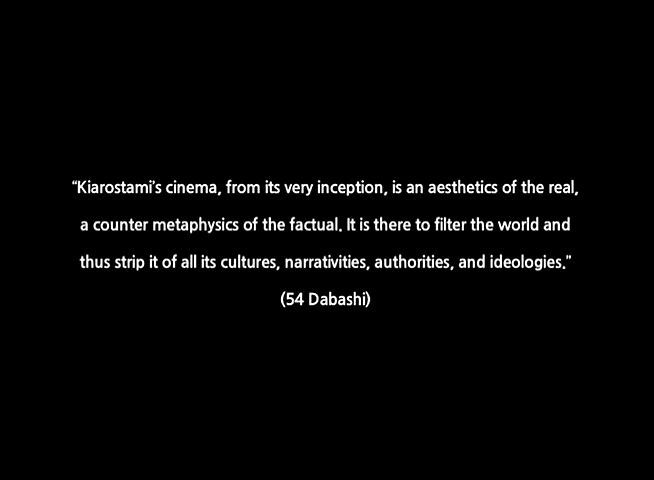 “Kiarostami’s cinema, from its very inception, is an aesthetics of the real,
a counter metaphysics of the factual. It is there to filter the world and
thus strip it of all its cultures, narrativities, authorities, and ideologies.”
(54 Dabashi)